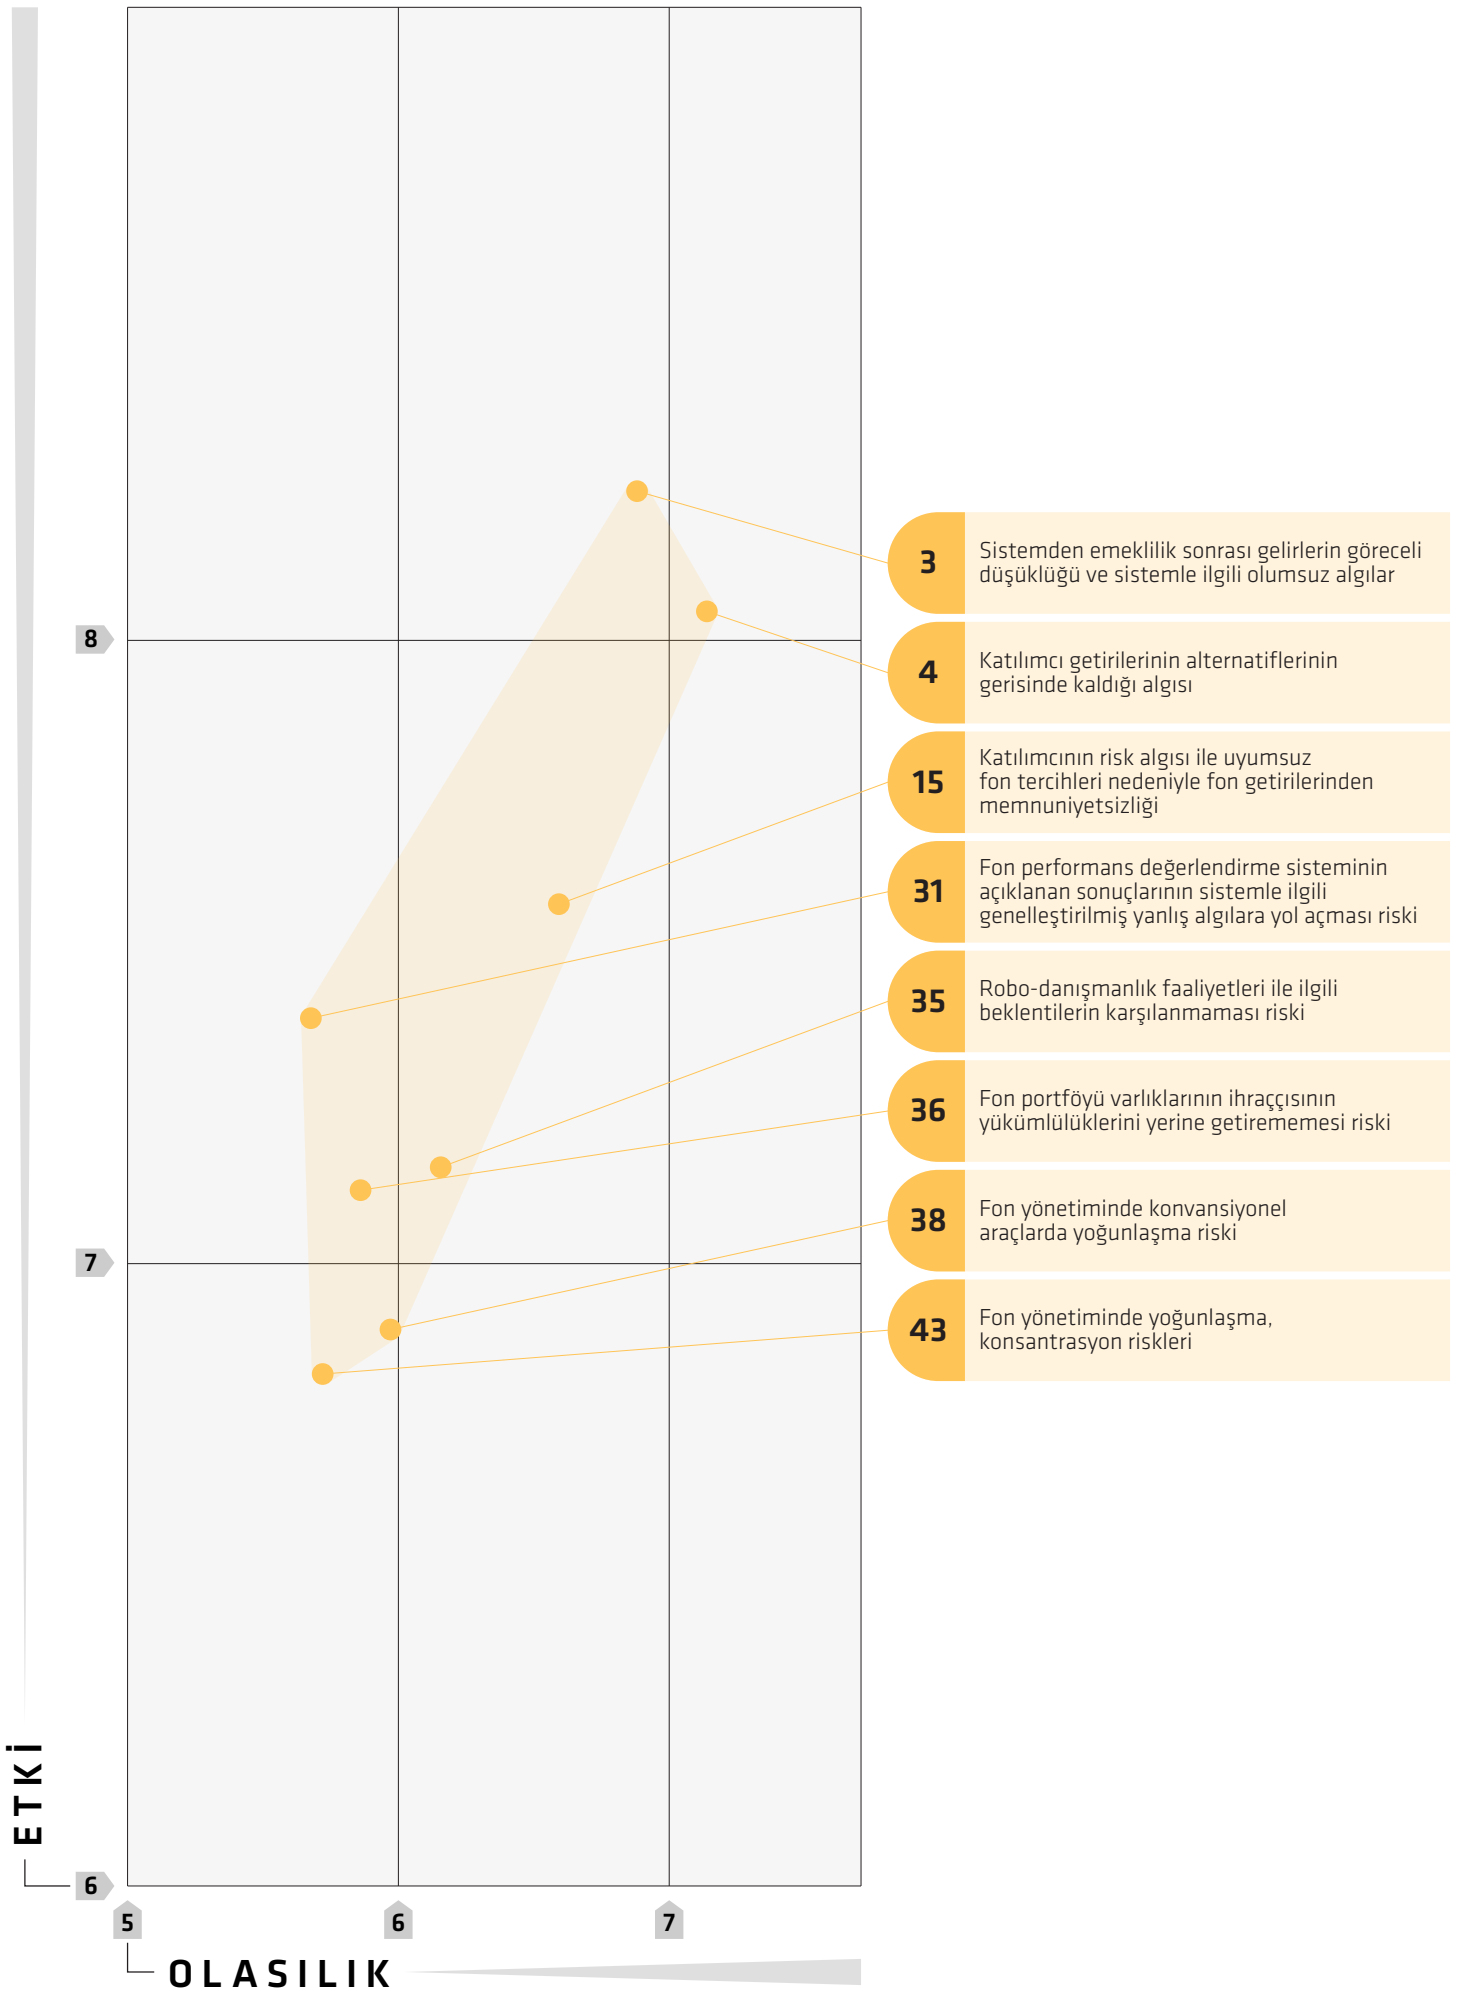 3
Sistemden emeklilik sonrası gelirlerin göreceli
düşüklüğü ve sistemle ilgili olumsuz algılar
4
Katılımcı getirilerinin alternatiflerinin
gerisinde kaldığı algısı
15
Katılımcının risk algısı ile uyumsuz
fon tercihleri nedeniyle fon getirilerinden
memnuniyetsizliği
31
Fon performans değerlendirme sisteminin
açıklanan sonuçlarının sistemle ilgili
genelleştirilmiş yanlış algılara yol açması riski
35
Robo-danışmanlık faaliyetleri ile ilgili
beklentilerin karşılanmaması riski
36
Fon portföyü varlıklarının ihraççısının
yükümlülüklerini yerine getirememesi riski
38
Fon yönetiminde konvansiyonel
araçlarda yoğunlaşma riski
43
Fon yönetiminde yoğunlaşma,
konsantrasyon riskleri
8
7
6
ETKİ
5
6
7
OLASILIK